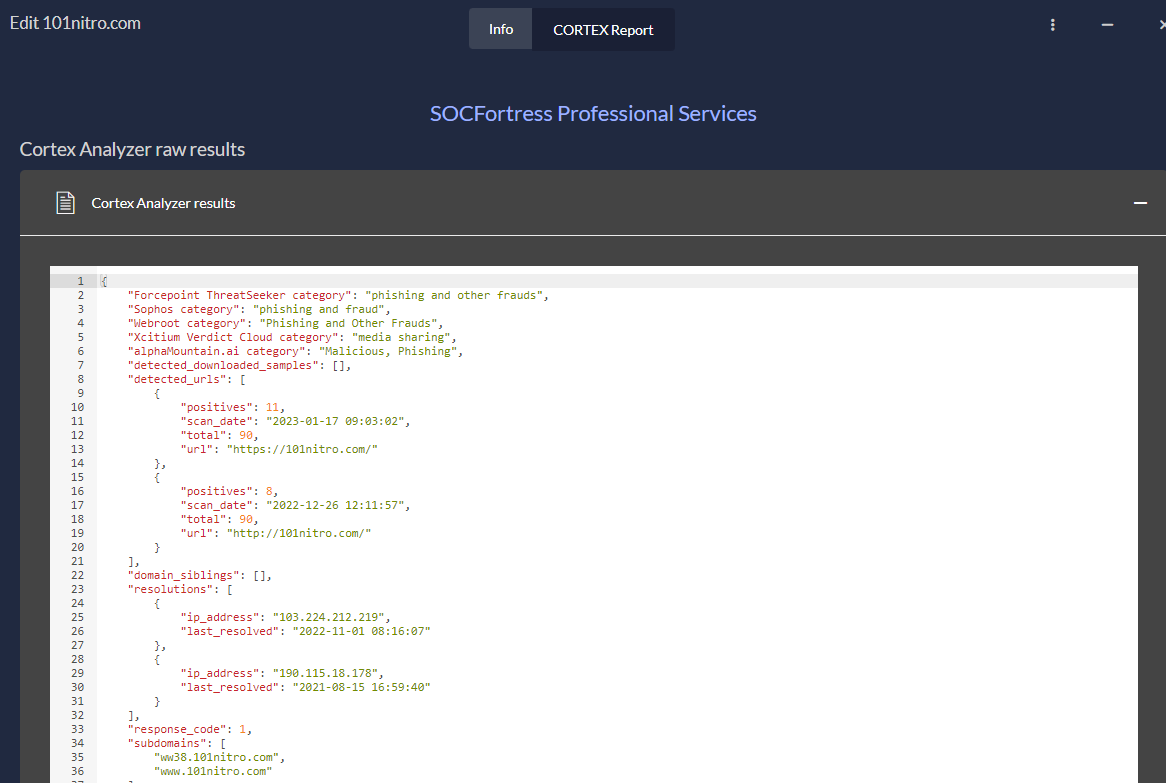 Edit 101nitro.com
Info
CORTEX Report
SOCFortress Professional Services
Cortex Analyzer raw results
Cortex Analyzer results
1 {
2 "Forcepoint ThreatSeeker category": "phishing and other frauds",
3 "Sophos category": "phishing and fraud",
4 "Webroot category": "Phishing and Other Frauds",
5 "Xcitium Verdict Cloud category": "media sharing",
6 "alphaMountain.ai category": "Malicious, Phishing",
7 "detected_downloaded_samples": [],
8 "detected_urls": [
9 {
10 "positives": 11,
11 "scan_date": "2023-01-17 09:03:02",
12 "total": 90,
13 "url": "https://101nitro.com/"
14 },
15 {
16 "positives": 8,
17 "scan_date": "2022-12-26 12:11:57",
18 "total": 90,
19 "url": "http://101nitro.com/"
20 }
21 ],
22 "domain_siblings": [],
23 "resolutions": [
24 {
25 "ip_address": "103.224.212.219",
26 "last_resolved": "2022-11-01 08:16:07"
27 },
28 {
29 "ip_address": "190.115.18.178",
30 "last_resolved": "2021-08-15 16:59:40"
31 }
32 ],
33 "response_code": 1,
34 "subdomains": [
35 "ww38.101nitro.com",
36 "www.101nitro.com"